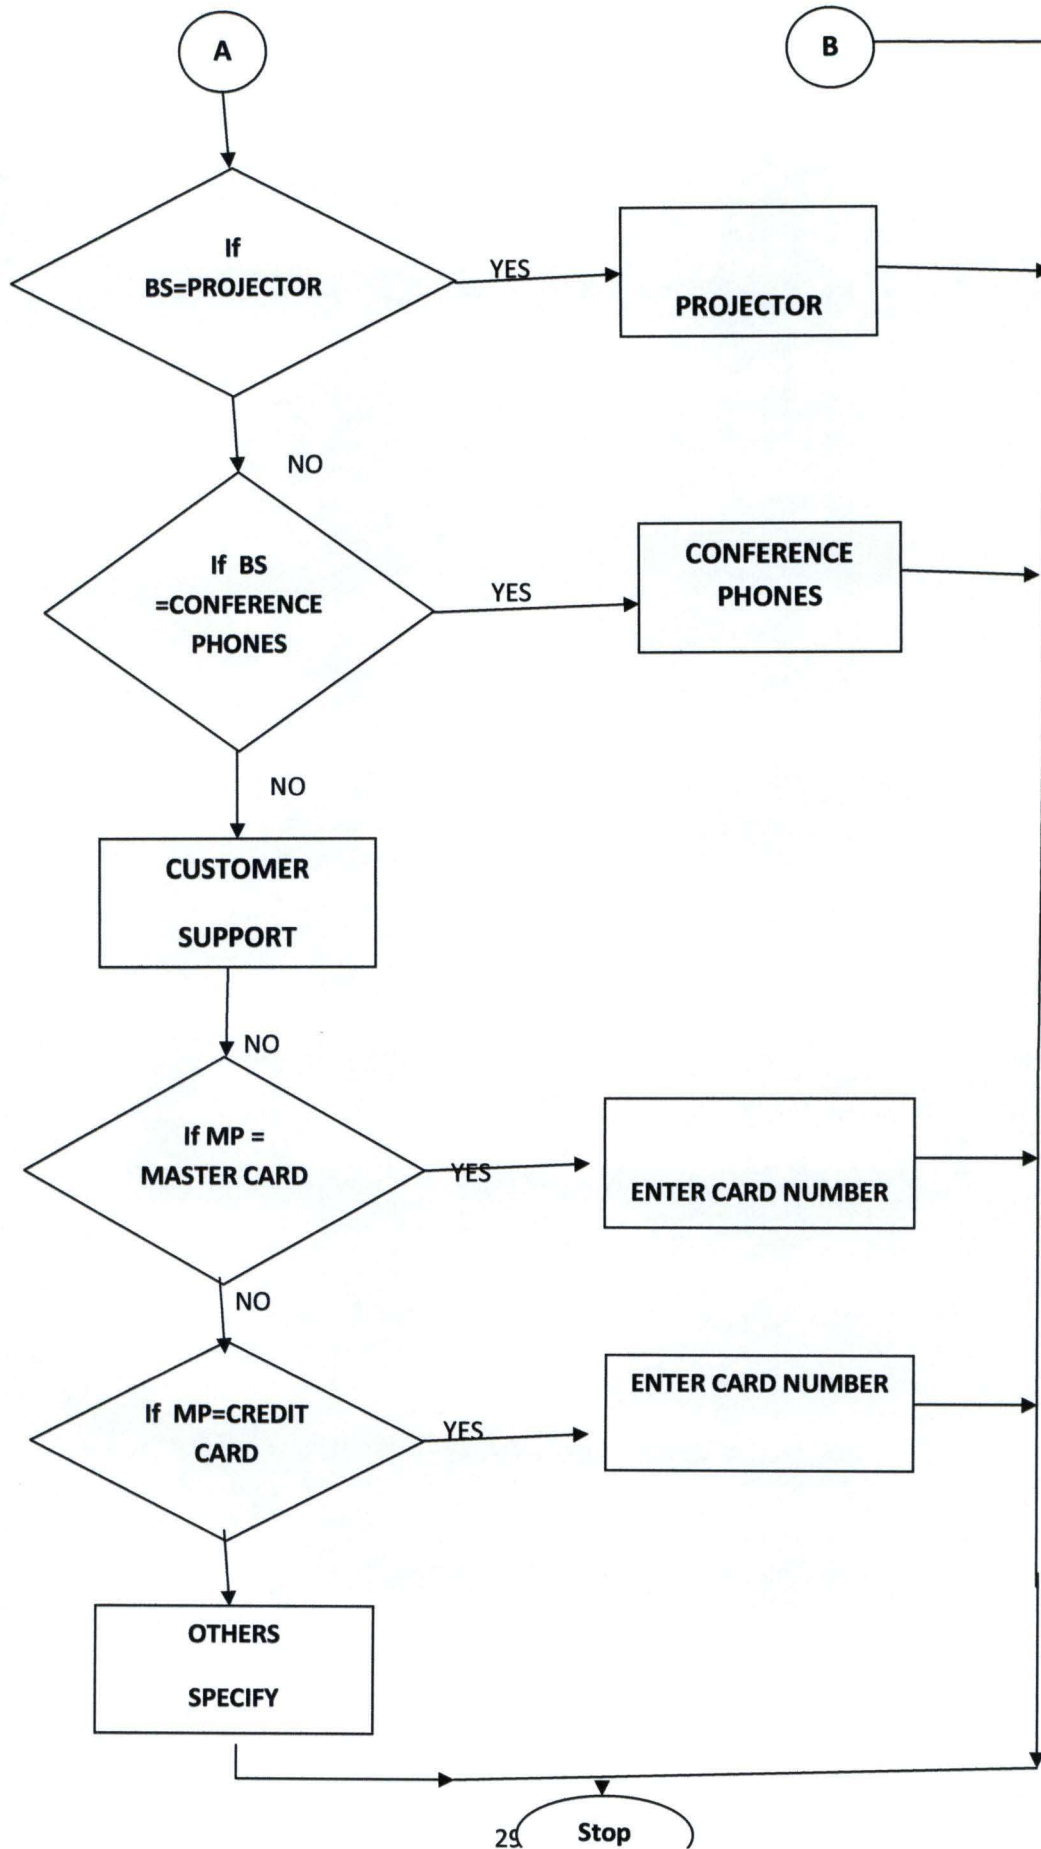 A
B
If
BS=PROJECTOR
YES
PROJECTOR
NO
If BS
=CONFERENCE
PHONES
YES
CONFERENCE
PHONES
NO
CUSTOMER
SUPPORT
NO
If MP =
MASTER CARD
YES
ENTER CARD NUMBER
NO
If MP=CREDIT
CARD
YES
ENTER CARD NUMBER
OTHERS
SPECIFY
29
Stop